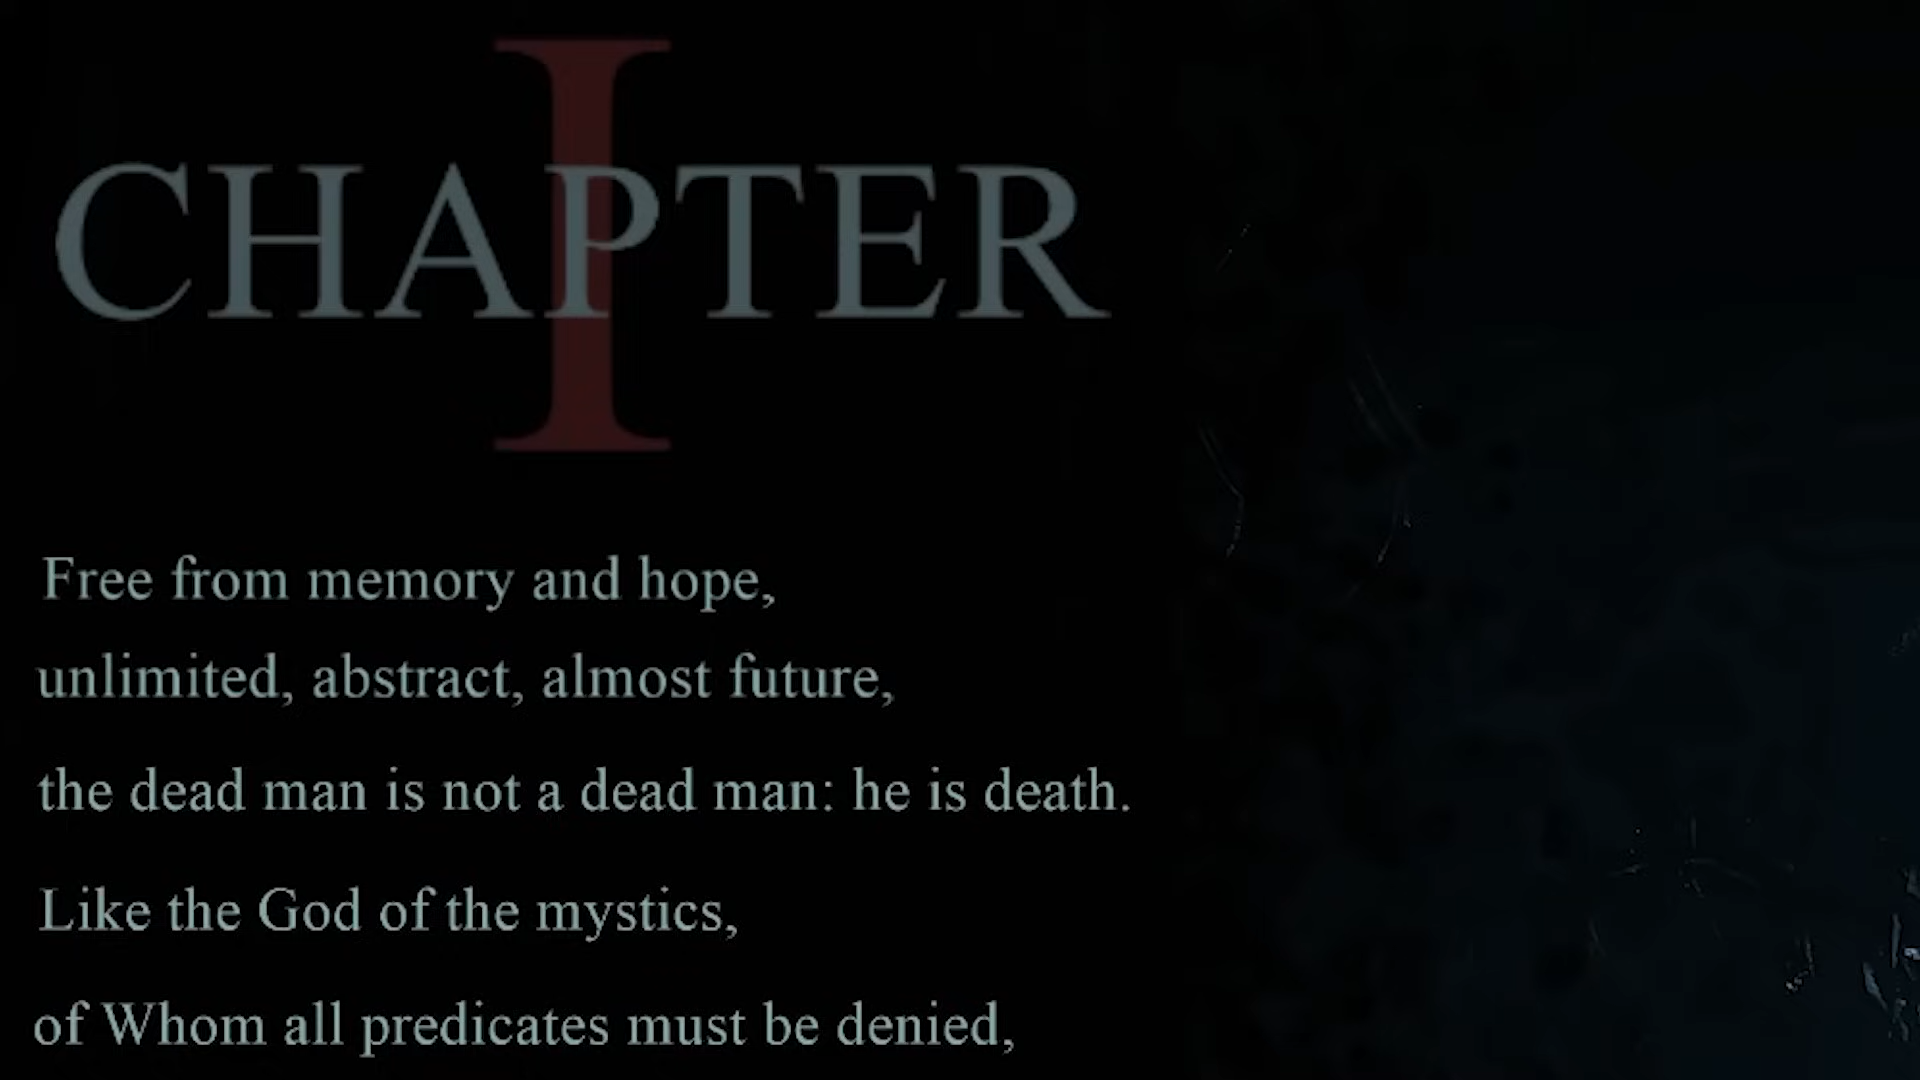 I
CHAPTER
Free from memory and hope,
unlimited, abstract, almost future,
the dead man is not a dead man: he is death.
Like the God of the mystics,
of Whom all predicates must be denied,